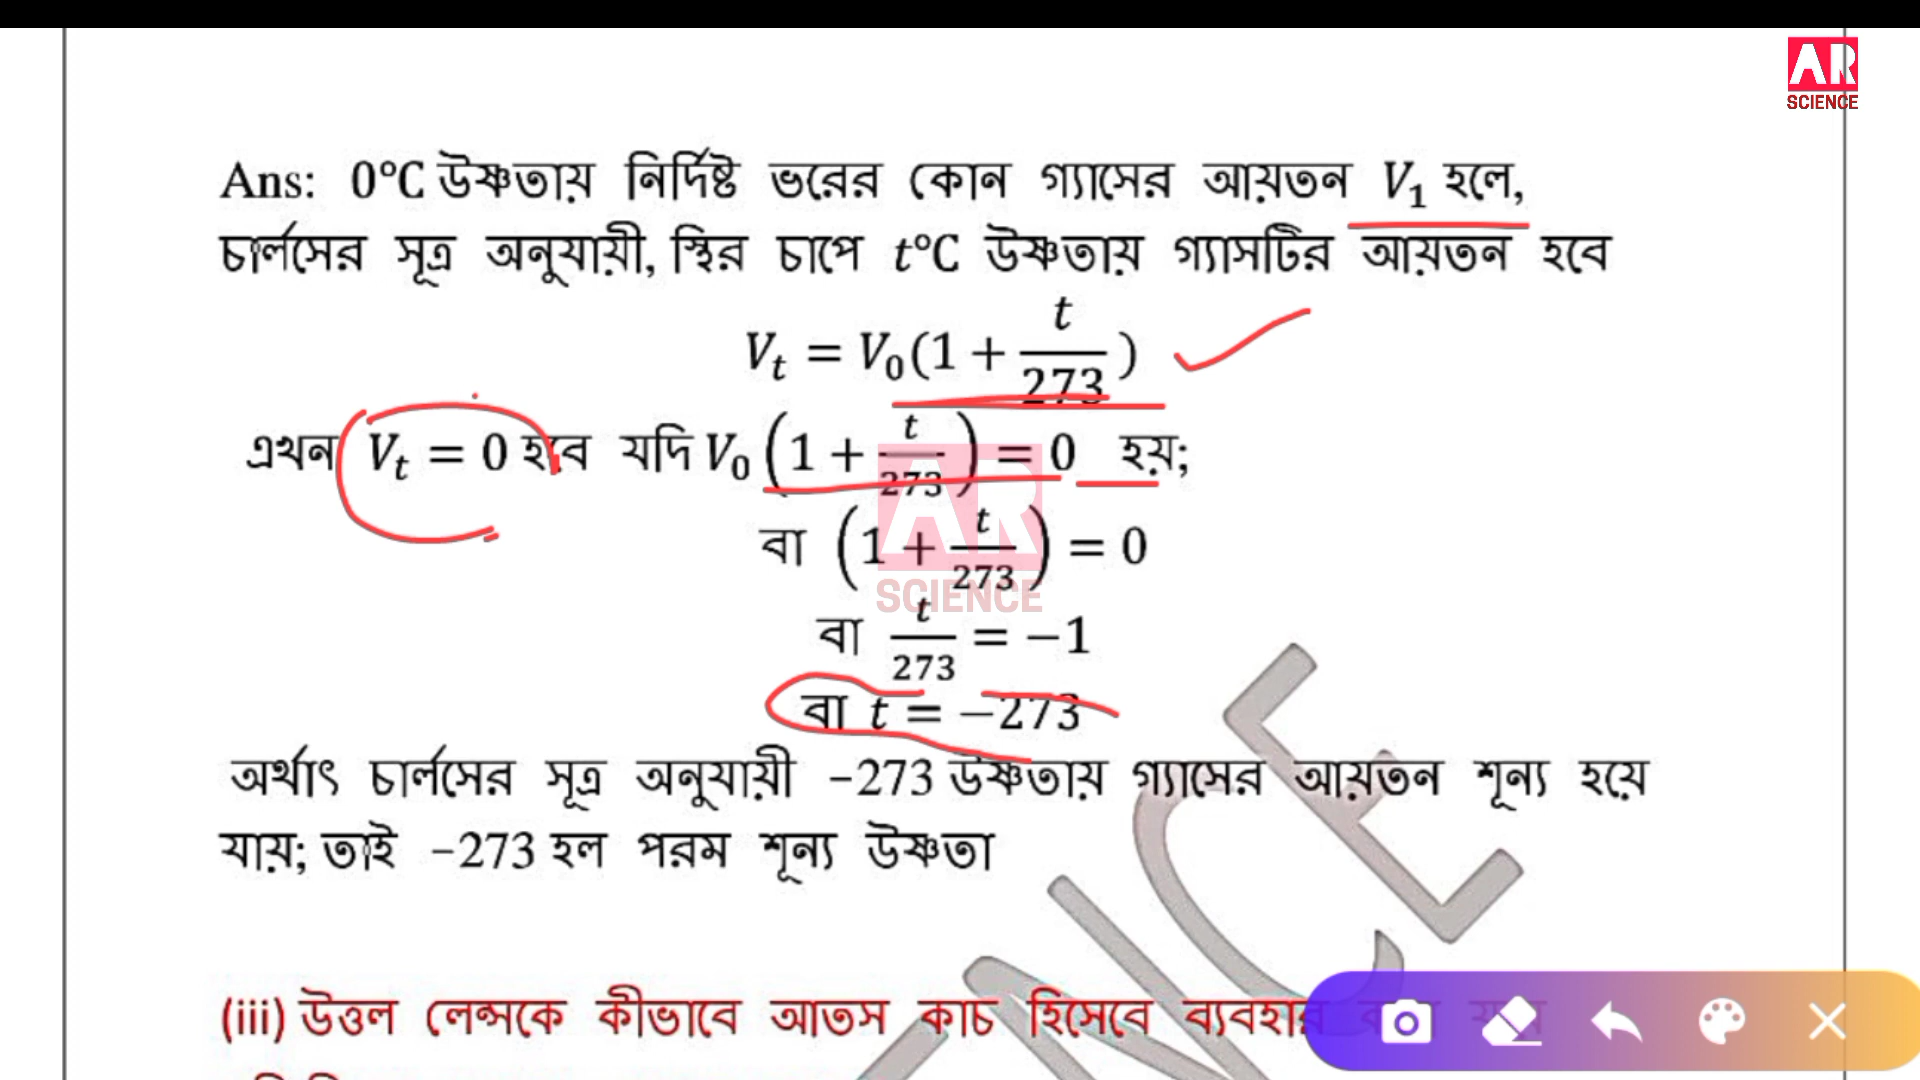 AR
SCIENCE
Ans: 0°C উষ্ণতায় নির্দিষ্ট ভরের কোন গ্যাসের আয়তন V₁ হলে,
চার্লসের সূত্র অনুযায়ী, স্থির চাপে t°C উষ্ণতায় গ্যাসটির আয়তন হবে
Vₜ = V₀(1 + t/273)
এখন Vₜ = 0 হবে যদি V₀(1 + t/273) = 0 হয়;
বা (1 + t/273) = 0
AR
SCIENCE
বা t/273 = −1
বা t = −273
অর্থাৎ চার্লসের সূত্র অনুযায়ী −273 উষ্ণতায় গ্যাসের আয়তন শূন্য হয়ে
যায়; তাই −273 হল পরম শূন্য উষ্ণতা
(iii) উত্তল লেন্সকে কীভাবে আতস কাচ হিসেবে ব্যবহার